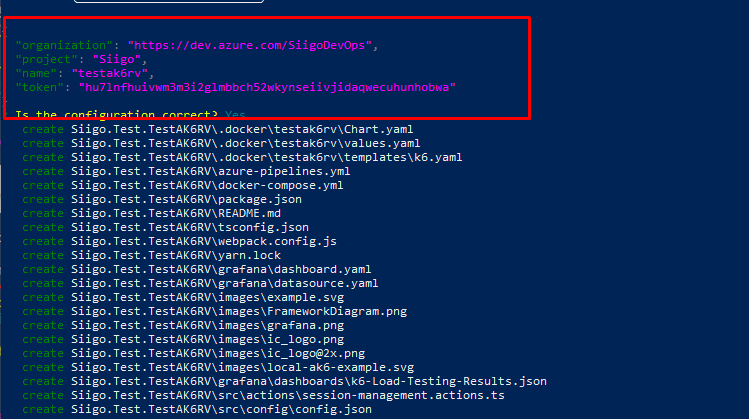 "organization": "https://dev.azure.com/SiigoDevOps",
"project": "Siigo",
"name": "testak6rv",
"token": "hu7lnfhuivwm3m3i2glmbbch52wkynseiivjidaqwecuhunhobwa"
Is the configuration correct? Yes
create Siigo.Test.TestAK6RV\.docker\testak6rv\Chart.yaml
create Siigo.Test.TestAK6RV\.docker\testak6rv\values.yaml
create Siigo.Test.TestAK6RV\.docker\testak6rv\templates\k6.yaml
create Siigo.Test.TestAK6RV\azure-pipelines.yml
create Siigo.Test.TestAK6RV\docker-compose.yml
create Siigo.Test.TestAK6RV\package.json
create Siigo.Test.TestAK6RV\README.md
create Siigo.Test.TestAK6RV\tsconfig.json
create Siigo.Test.TestAK6RV\webpack.config.js
create Siigo.Test.TestAK6RV\yarn.lock
create Siigo.Test.TestAK6RV\grafana\dashboard.yaml
create Siigo.Test.TestAK6RV\grafana\datasource.yaml
create Siigo.Test.TestAK6RV\images\example.svg
create Siigo.Test.TestAK6RV\images\FrameworkDiagram.png
create Siigo.Test.TestAK6RV\images\grafana.png
create Siigo.Test.TestAK6RV\images\ic_logo.png
create Siigo.Test.TestAK6RV\images\ic_logo@2x.png
create Siigo.Test.TestAK6RV\images\local-ak6-example.svg
create Siigo.Test.TestAK6RV\grafana\dashboards\k6-Load-Testing-Results.json
create Siigo.Test.TestAK6RV\src\actions\session-management.actions.ts
create Siigo.Test.TestAK6RV\src\config\config.json